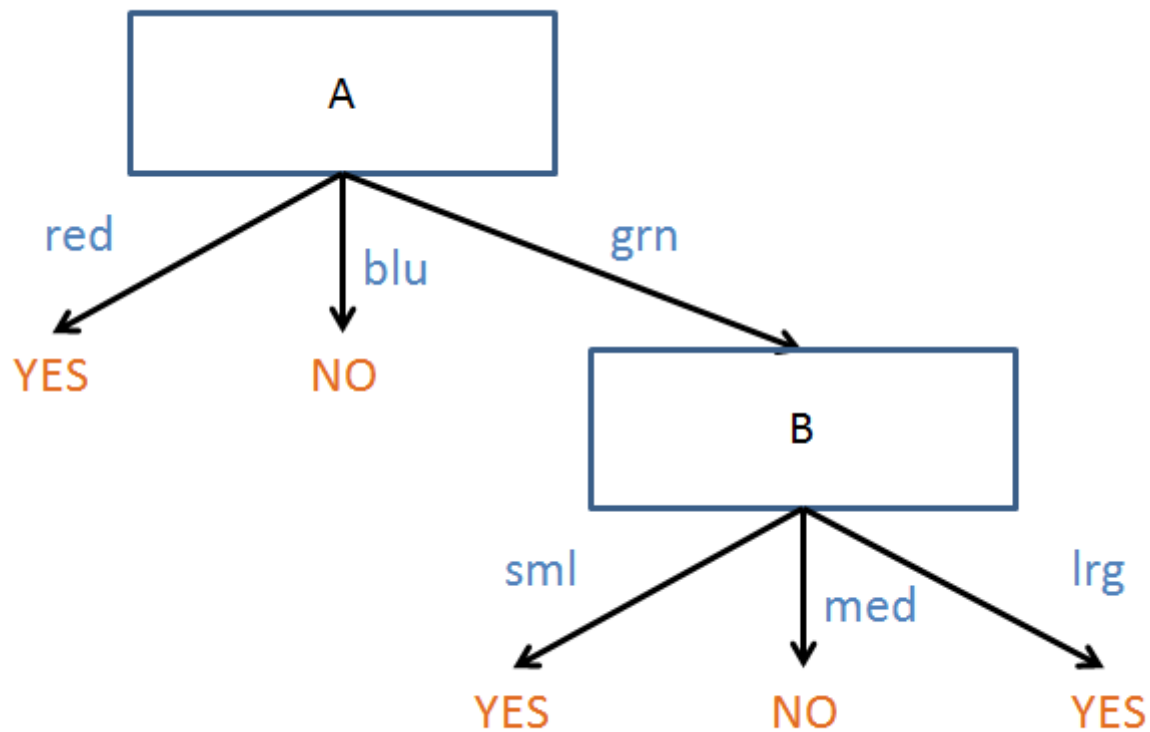 A
red
blu
grn
YES
NO
B
sml
med
lrg
YES
NO
YES